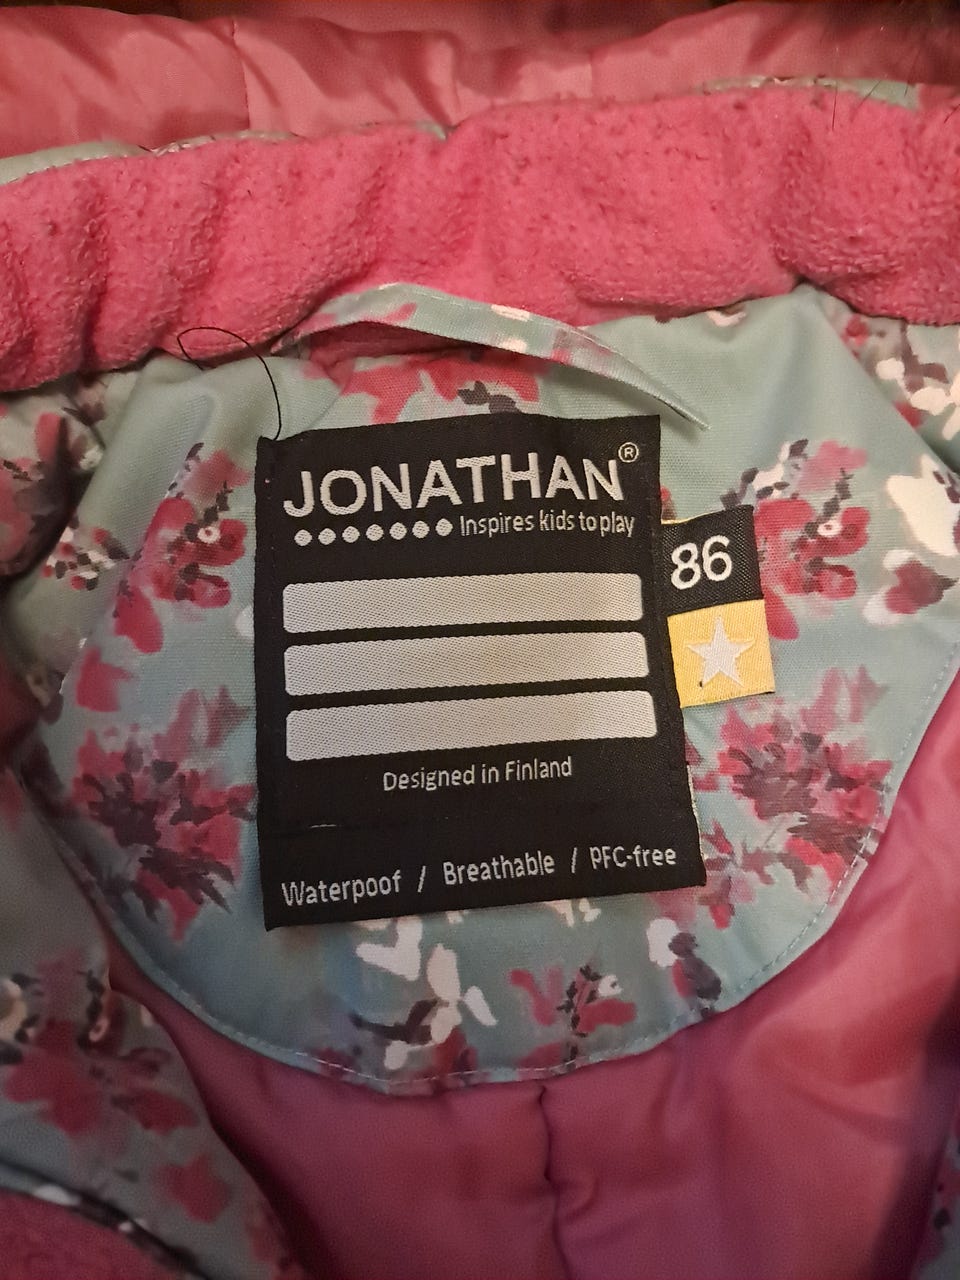 JONATHAN®
Inspires kids to play
86
Designed in Finland
Waterpoof / Breathable / PFC-free